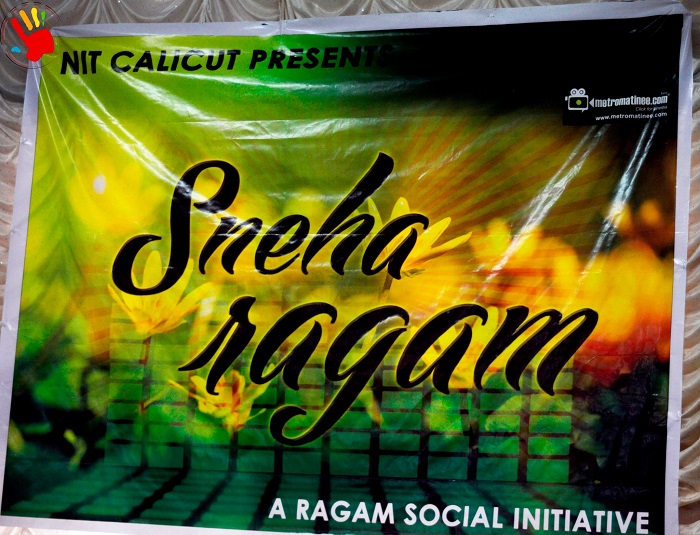 NIT CALICUT PRESENTS
metromatinee.com
www.metromatinee.com
Sneha
ragam
A RAGAM SOCIAL INITIATIVE